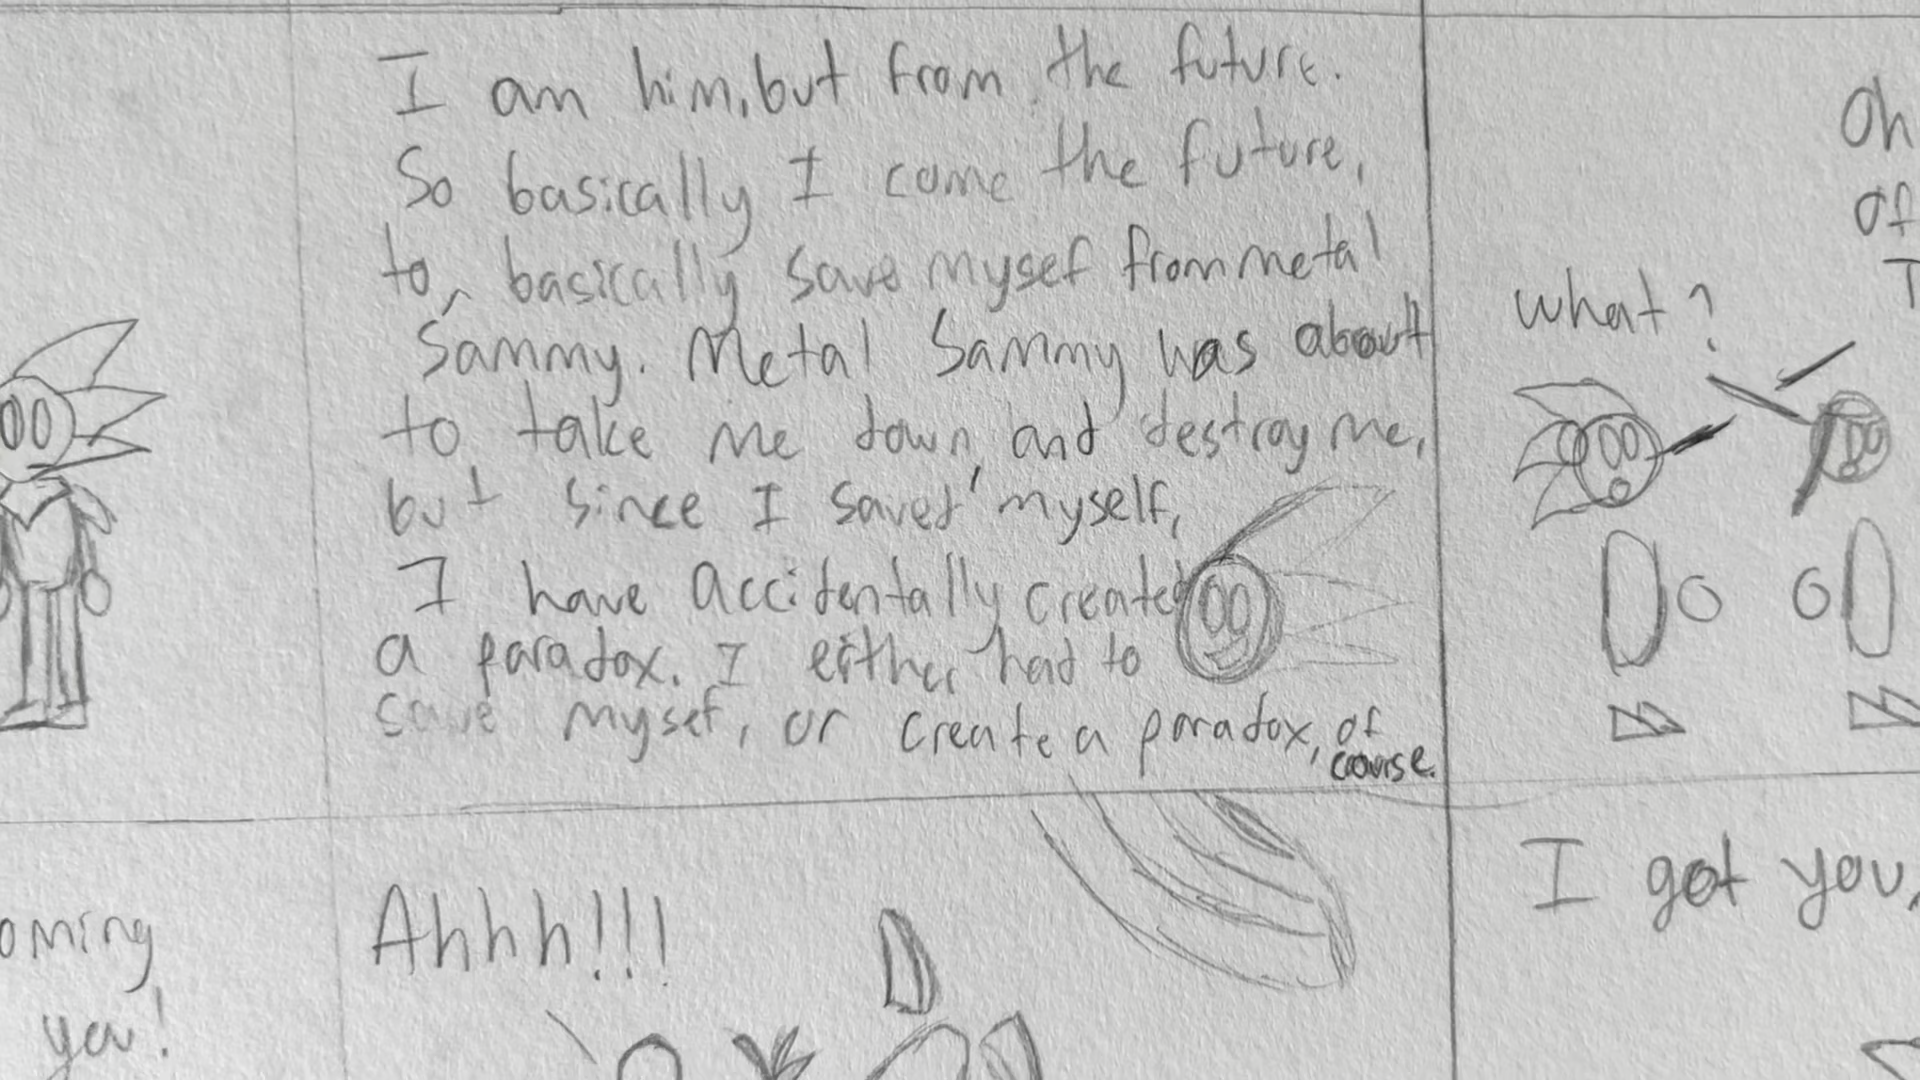 I am him, but from the future.
So basically I come the future,
to, basically save mysef from metal
Sammy. Metal Sammy was about
to take me down, and destroy me,
but since I saved myself,
I have accidentally created
a paradox. I either had to
save mysef, or create a paradox, of
course.
what?
Oh
of
oming
you!
Ahhh!!!
I got you,